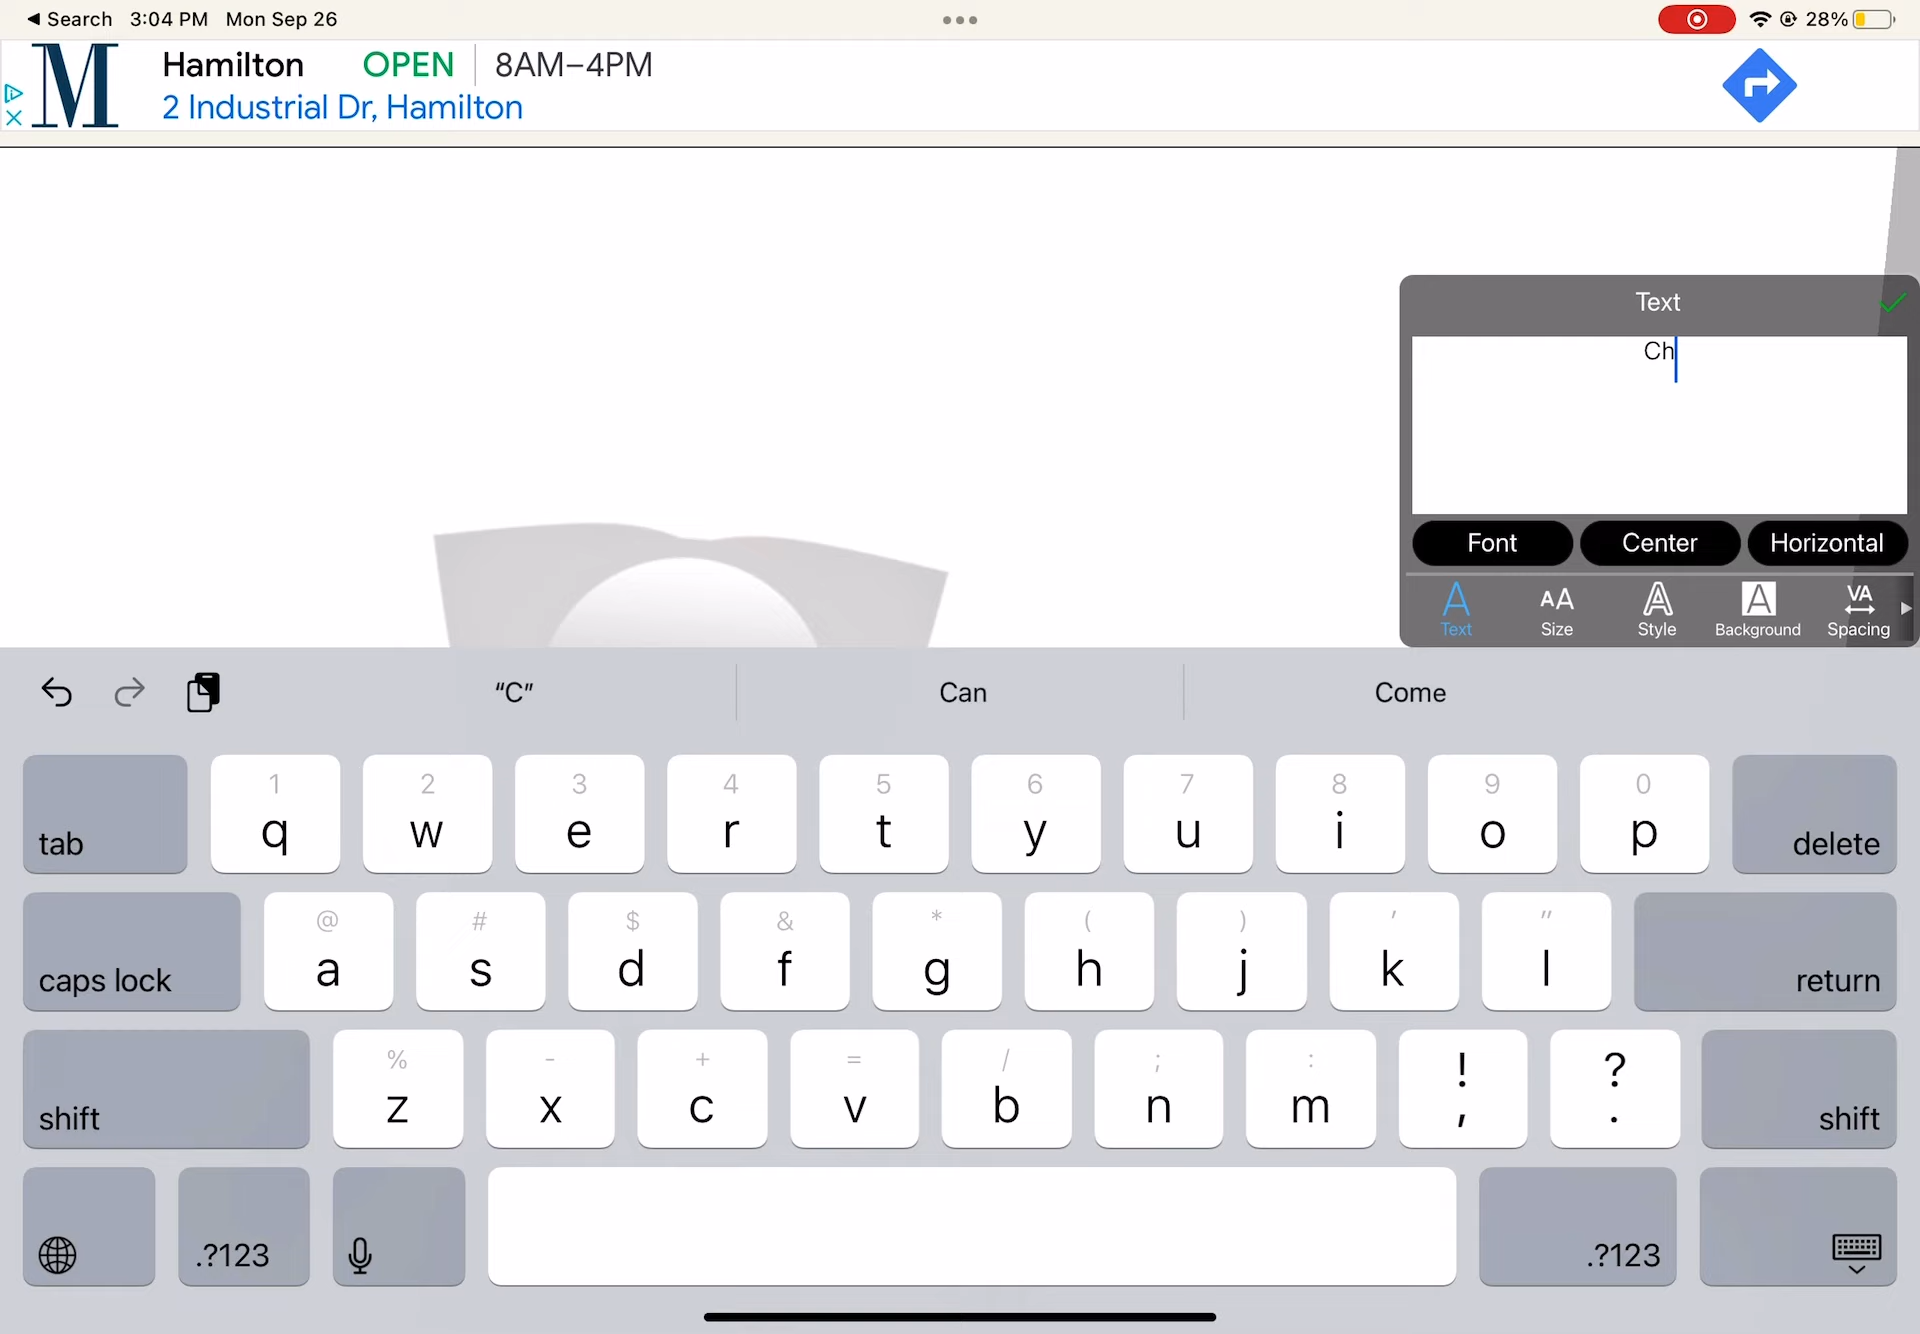 Search 3:04 PM Mon Sep 26 28%
M Hamilton OPEN 8AM–4PM
2 Industrial Dr, Hamilton
Text
Ch
Font Center Horizontal
A AA A A VA
Text Size Style Background Spacing
“C” Can Come
1 2 3 4 5 6 7 8 9 0
tab q w e r t y u i o p delete
@ # $ & * ( ) ' "
caps lock a s d f g h j k l return
% - + = / ; : ! ?
shift z x c v b n m , . shift
.?123 .?123